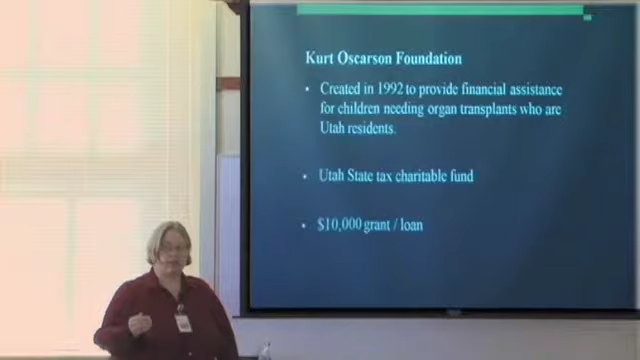 Kurt Oscarson Foundation
• Created in 1992 to provide financial assistance
for children needing organ transplants who are
Utah residents.
• Utah State tax charitable fund
• $10,000 grant / loan